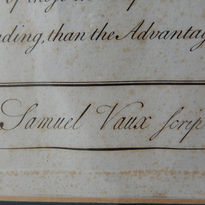 ding, than the Advantag
Samuel Vaux scrip